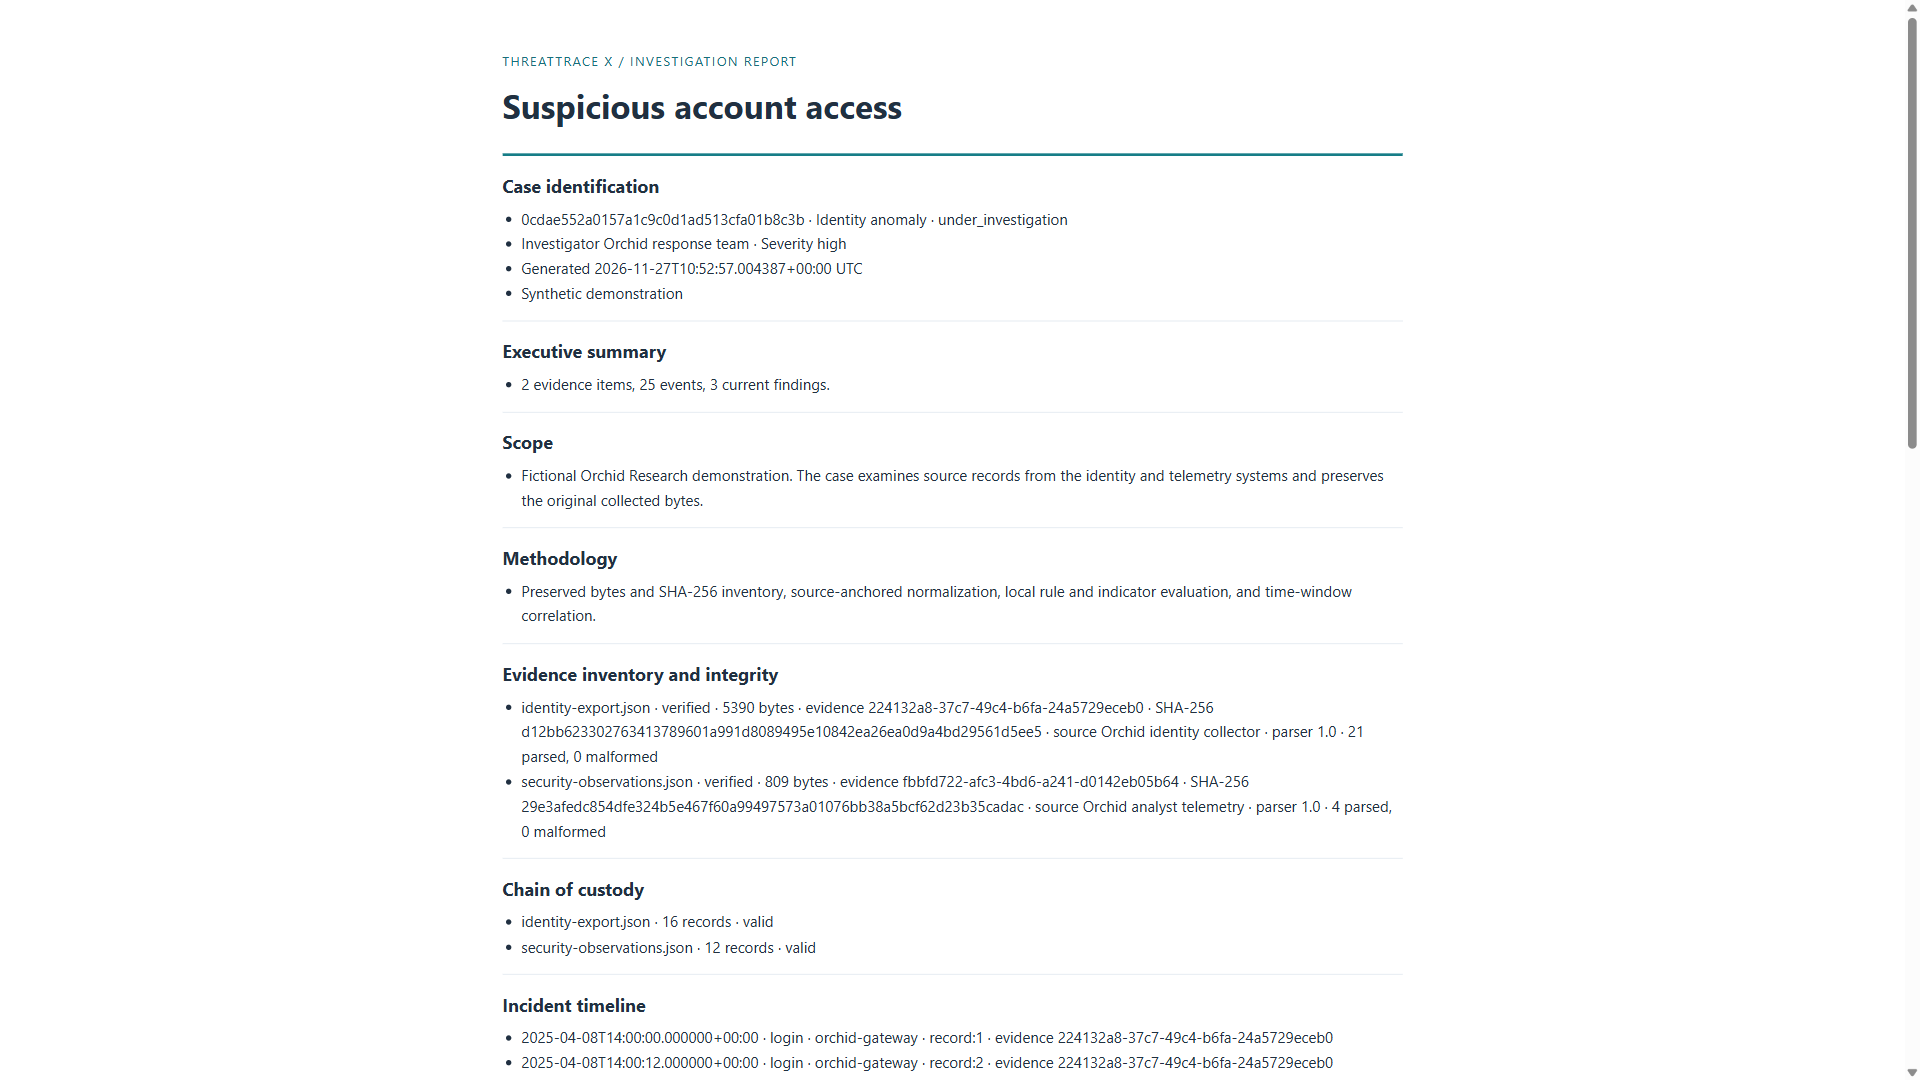 THREATTRACE X / INVESTIGATION REPORT
Suspicious account access
Case identification
• 0cdae552a0157a1c9c0d1ad513cfa01b8c3b · Identity anomaly · under_investigation
• Investigator Orchid response team · Severity high
• Generated 2026-11-27T10:52:57.004387+00:00 UTC
• Synthetic demonstration
Executive summary
• 2 evidence items, 25 events, 3 current findings.
Scope
• Fictional Orchid Research demonstration. The case examines source records from the identity and telemetry systems and preserves
the original collected bytes.
Methodology
• Preserved bytes and SHA-256 inventory, source-anchored normalization, local rule and indicator evaluation, and time-window
correlation.
Evidence inventory and integrity
• identity-export.json · verified · 5390 bytes · evidence 224132a8-37c7-49c4-b6fa-24a5729eceb0 · SHA-256
d12bb623302763413789601a991d8089495e10842ea26ea0d9a4bd29561d5ee5 · source Orchid identity collector · parser 1.0 · 21
parsed, 0 malformed
• security-observations.json · verified · 809 bytes · evidence fbbfd722-afc3-4bd6-a241-d0142eb05b64 · SHA-256
29e3afedc854dfe324b5e467f60a99497573a01076bb38a5bcf62d23b35cadac · source Orchid analyst telemetry · parser 1.0 · 4 parsed,
0 malformed
Chain of custody
• identity-export.json · 16 records · valid
• security-observations.json · 12 records · valid
Incident timeline
• 2025-04-08T14:00:00.000000+00:00 · login · orchid-gateway · record:1 · evidence 224132a8-37c7-49c4-b6fa-24a5729eceb0
• 2025-04-08T14:00:12.000000+00:00 · login · orchid-gateway · record:2 · evidence 224132a8-37c7-49c4-b6fa-24a5729eceb0